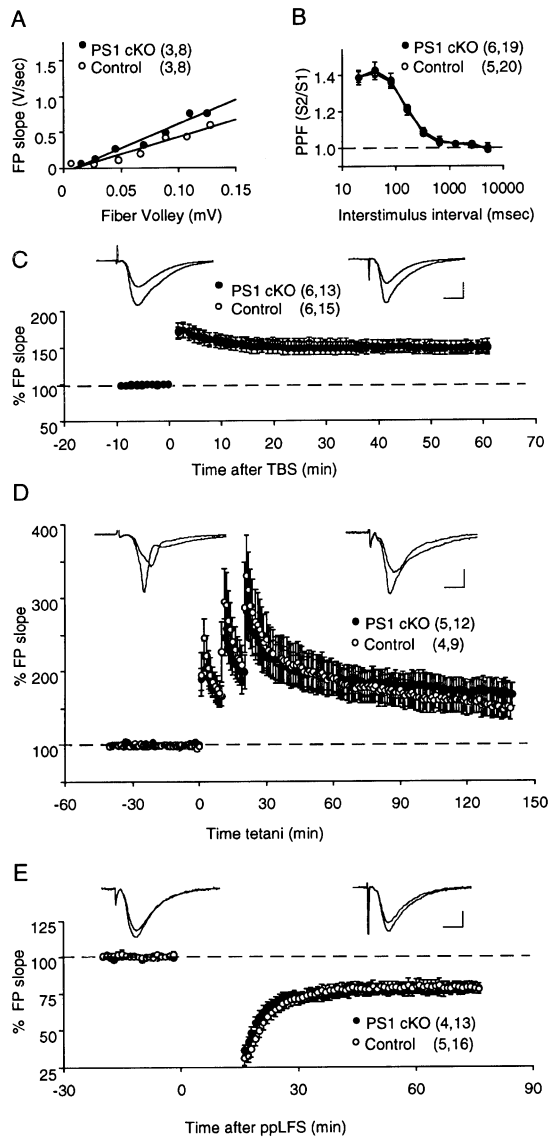 A
PS1 cKO (3,8)
Control (3,8)
FP slope (V/sec)
1.5
1.0
0.5
0
0.00
0.05
0.10
0.15
Fiber Volley (mV)
B
PS1 cKO (6,19)
Control (5,20)
PPF (S2/S1)
1.4
1.2
1.0
10
100
1000
10000
Interstimulus interval (msec)
C
PS1 cKO (6,13)
Control (6,15)
% FP slope
200
150
100
50
-20
-10
0
10
20
30
40
50
60
70
Time after TBS (min)
D
PS1 cKO (5,12)
Control (4,9)
% FP slope
400
300
200
100
-60
-30
0
30
60
90
120
150
Time tetani (min)
E
PS1 cKO (4,13)
Control (5,16)
% FP slope
125
100
75
50
25
-30
0
30
60
90
Time after ppLFS (min)